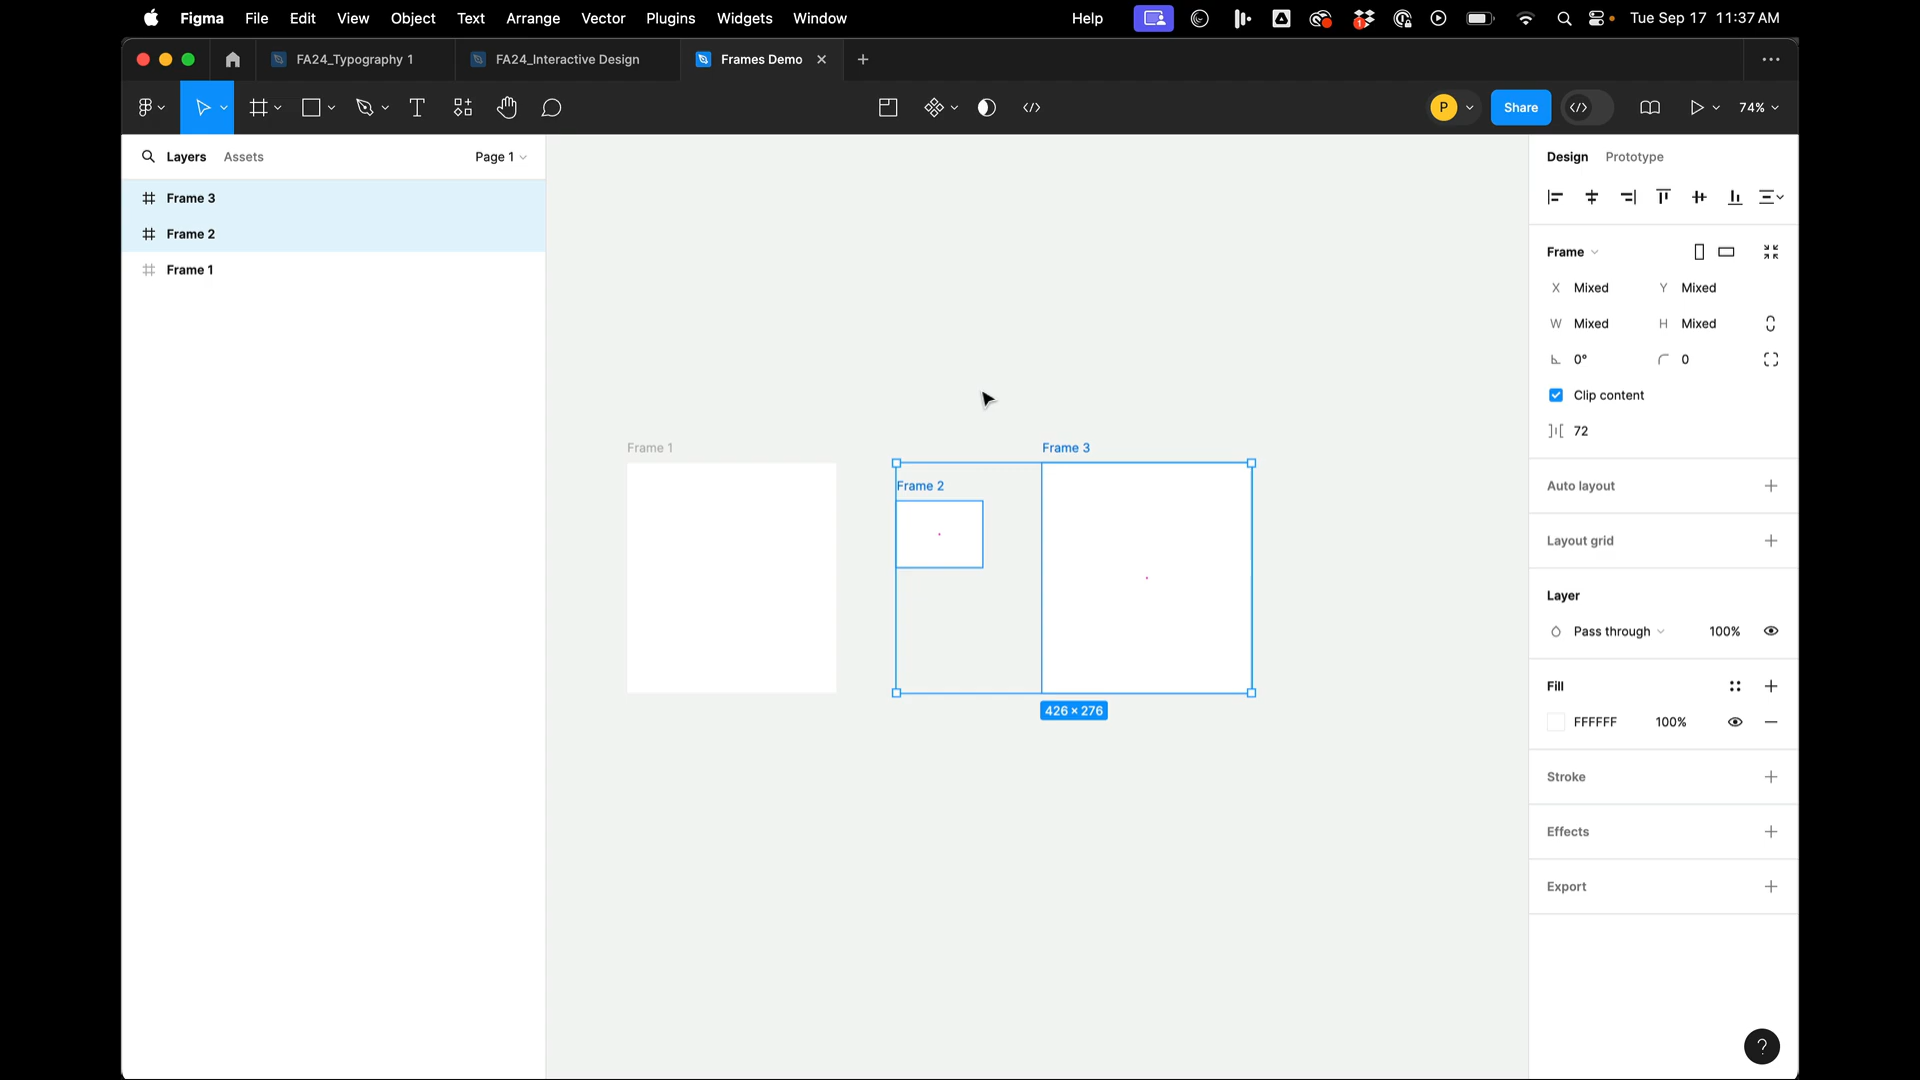 Figma File Edit View Object Text Arrange Vector Plugins Widgets Window Help Tue Sep 17 11:37 AM
FA24_Typography 1 FA24_Interactive Design Frames Demo
P Share 74%
Layers Assets Page 1
Design Prototype
Frame 3
Frame 2
Frame 1
Frame
X Mixed Y Mixed
W Mixed H Mixed
0° 0
Clip content
72
Frame 1
Frame 3
Frame 2
426 × 276
Auto layout
Layout grid
Layer
Pass through 100%
Fill
FFFFFF 100%
Stroke
Effects
Export
?